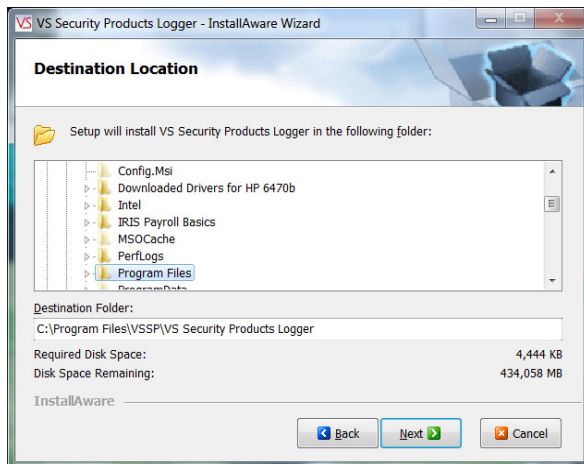 VS VS Security Products Logger - InstallAware Wizard
Destination Location
Setup will install VS Security Products Logger in the following folder:
Config.Msi
Downloaded Drivers for HP 6470b
Intel
IRIS Payroll Basics
MSOCache
PerfLogs
Program Files
ProgramData
Destination Folder:
C:\Program Files\VSSP\VS Security Products Logger
Required Disk Space: 4,444 KB
Disk Space Remaining: 434,058 MB
InstallAware
Back Next Cancel